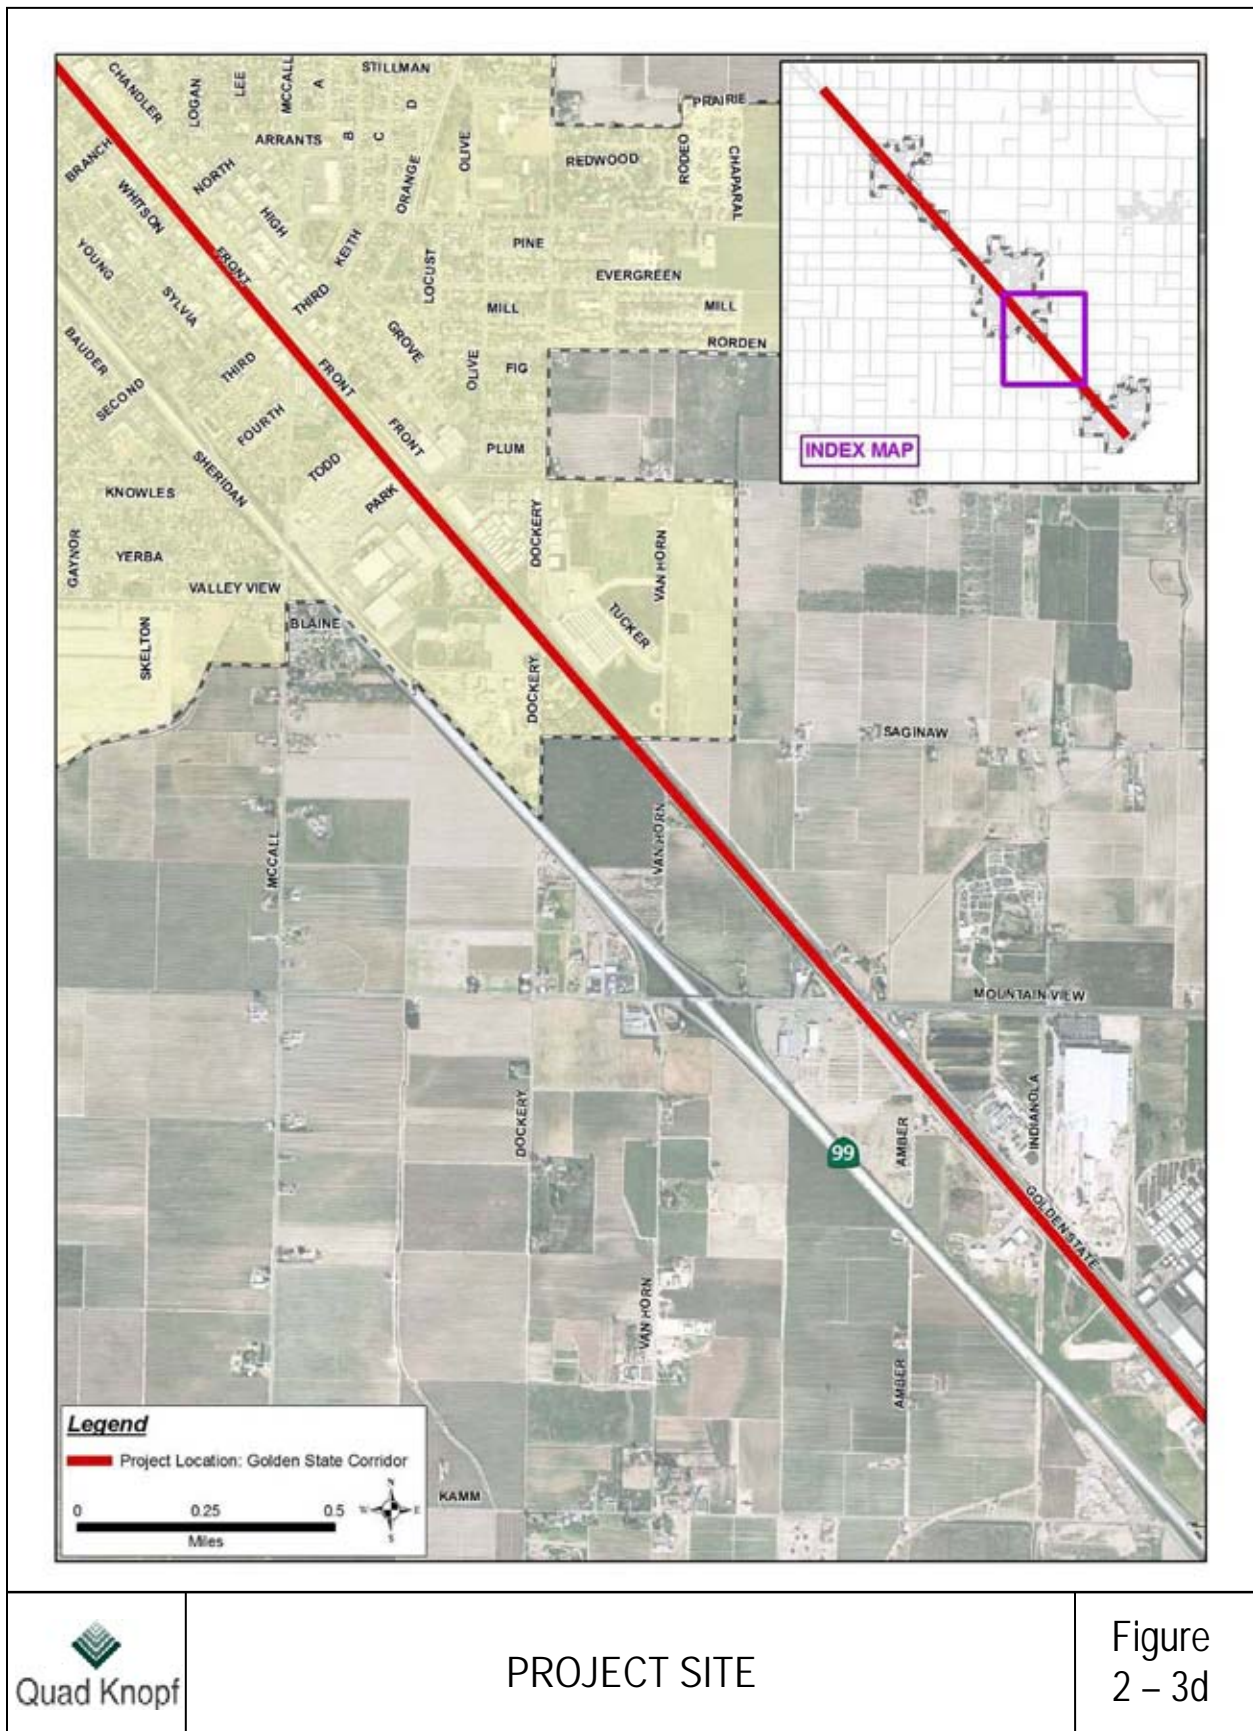 CHANDLER
LOGAN
LEE
MCCALL
A
STILLMAN
B
C
D
ARRANTS
ORANGE
OLIVE
PRAIRIE
REDWOOD
RODEO
CHAPARAL
BRANCH
WHITSON
NORTH
HIGH
KEITH
YOUNG
SYLVIA
FRONT
THIRD
LOCUST
PINE
EVERGREEN
MILL
MILL
RORDEN
BAUDER
SECOND
THIRD
FRONT
GROVE
OLIVE
FIG
FOURTH
FRONT
PLUM
SHERIDAN
TODD
PARK
KNOWLES
GAYNOR
YERBA
VALLEY VIEW
DOCKERY
VAN HORN
TUCKER
BLAINE
SKELTON
DOCKERY
SAGINAW
INDEX MAP
MCCALL
VAN HORN
MOUNTAIN VIEW
DOCKERY
99
AMBER
INDIANOLA
GOLDEN STATE
VAN HORN
AMBER
KAMM
Legend
Project Location: Golden State Corridor
0 0.25 0.5
Miles
N
W E
S
Quad Knopf
PROJECT SITE
Figure
2 – 3d